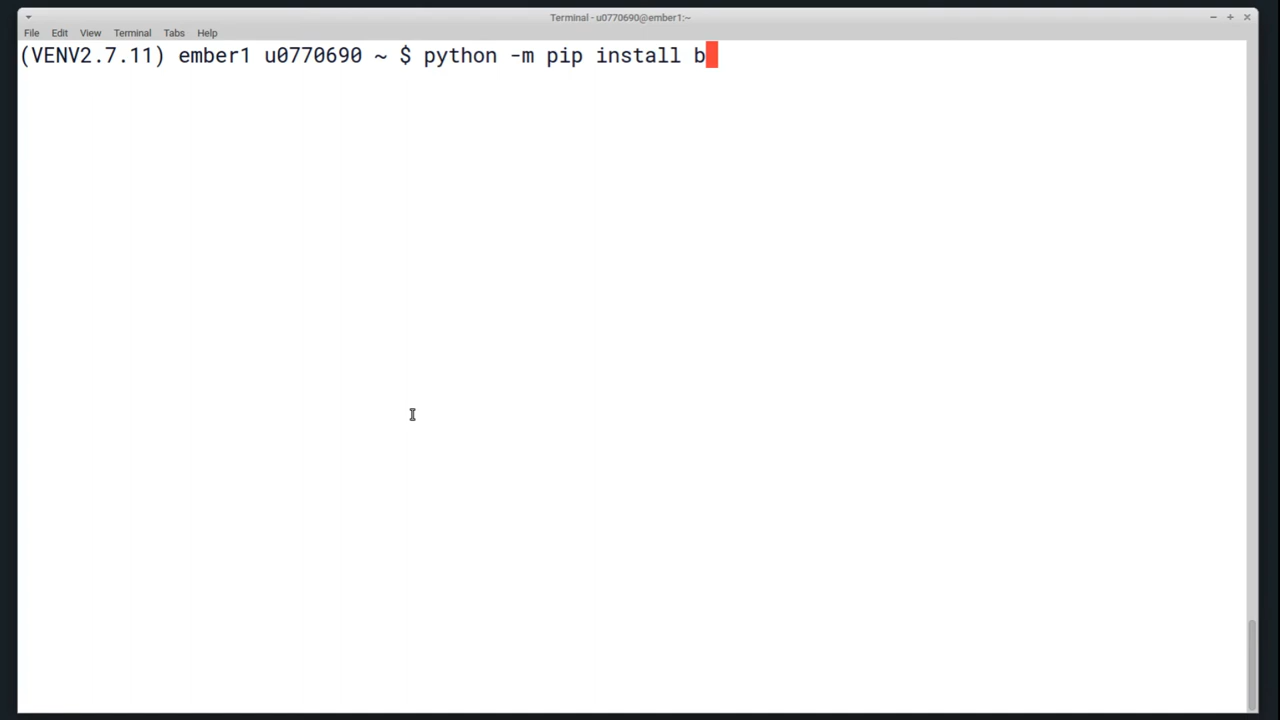 Terminal - u0770690@ember1:~
File Edit View Terminal Tabs Help
(VENV2.7.11) ember1 u0770690 ~ $ python -m pip install b